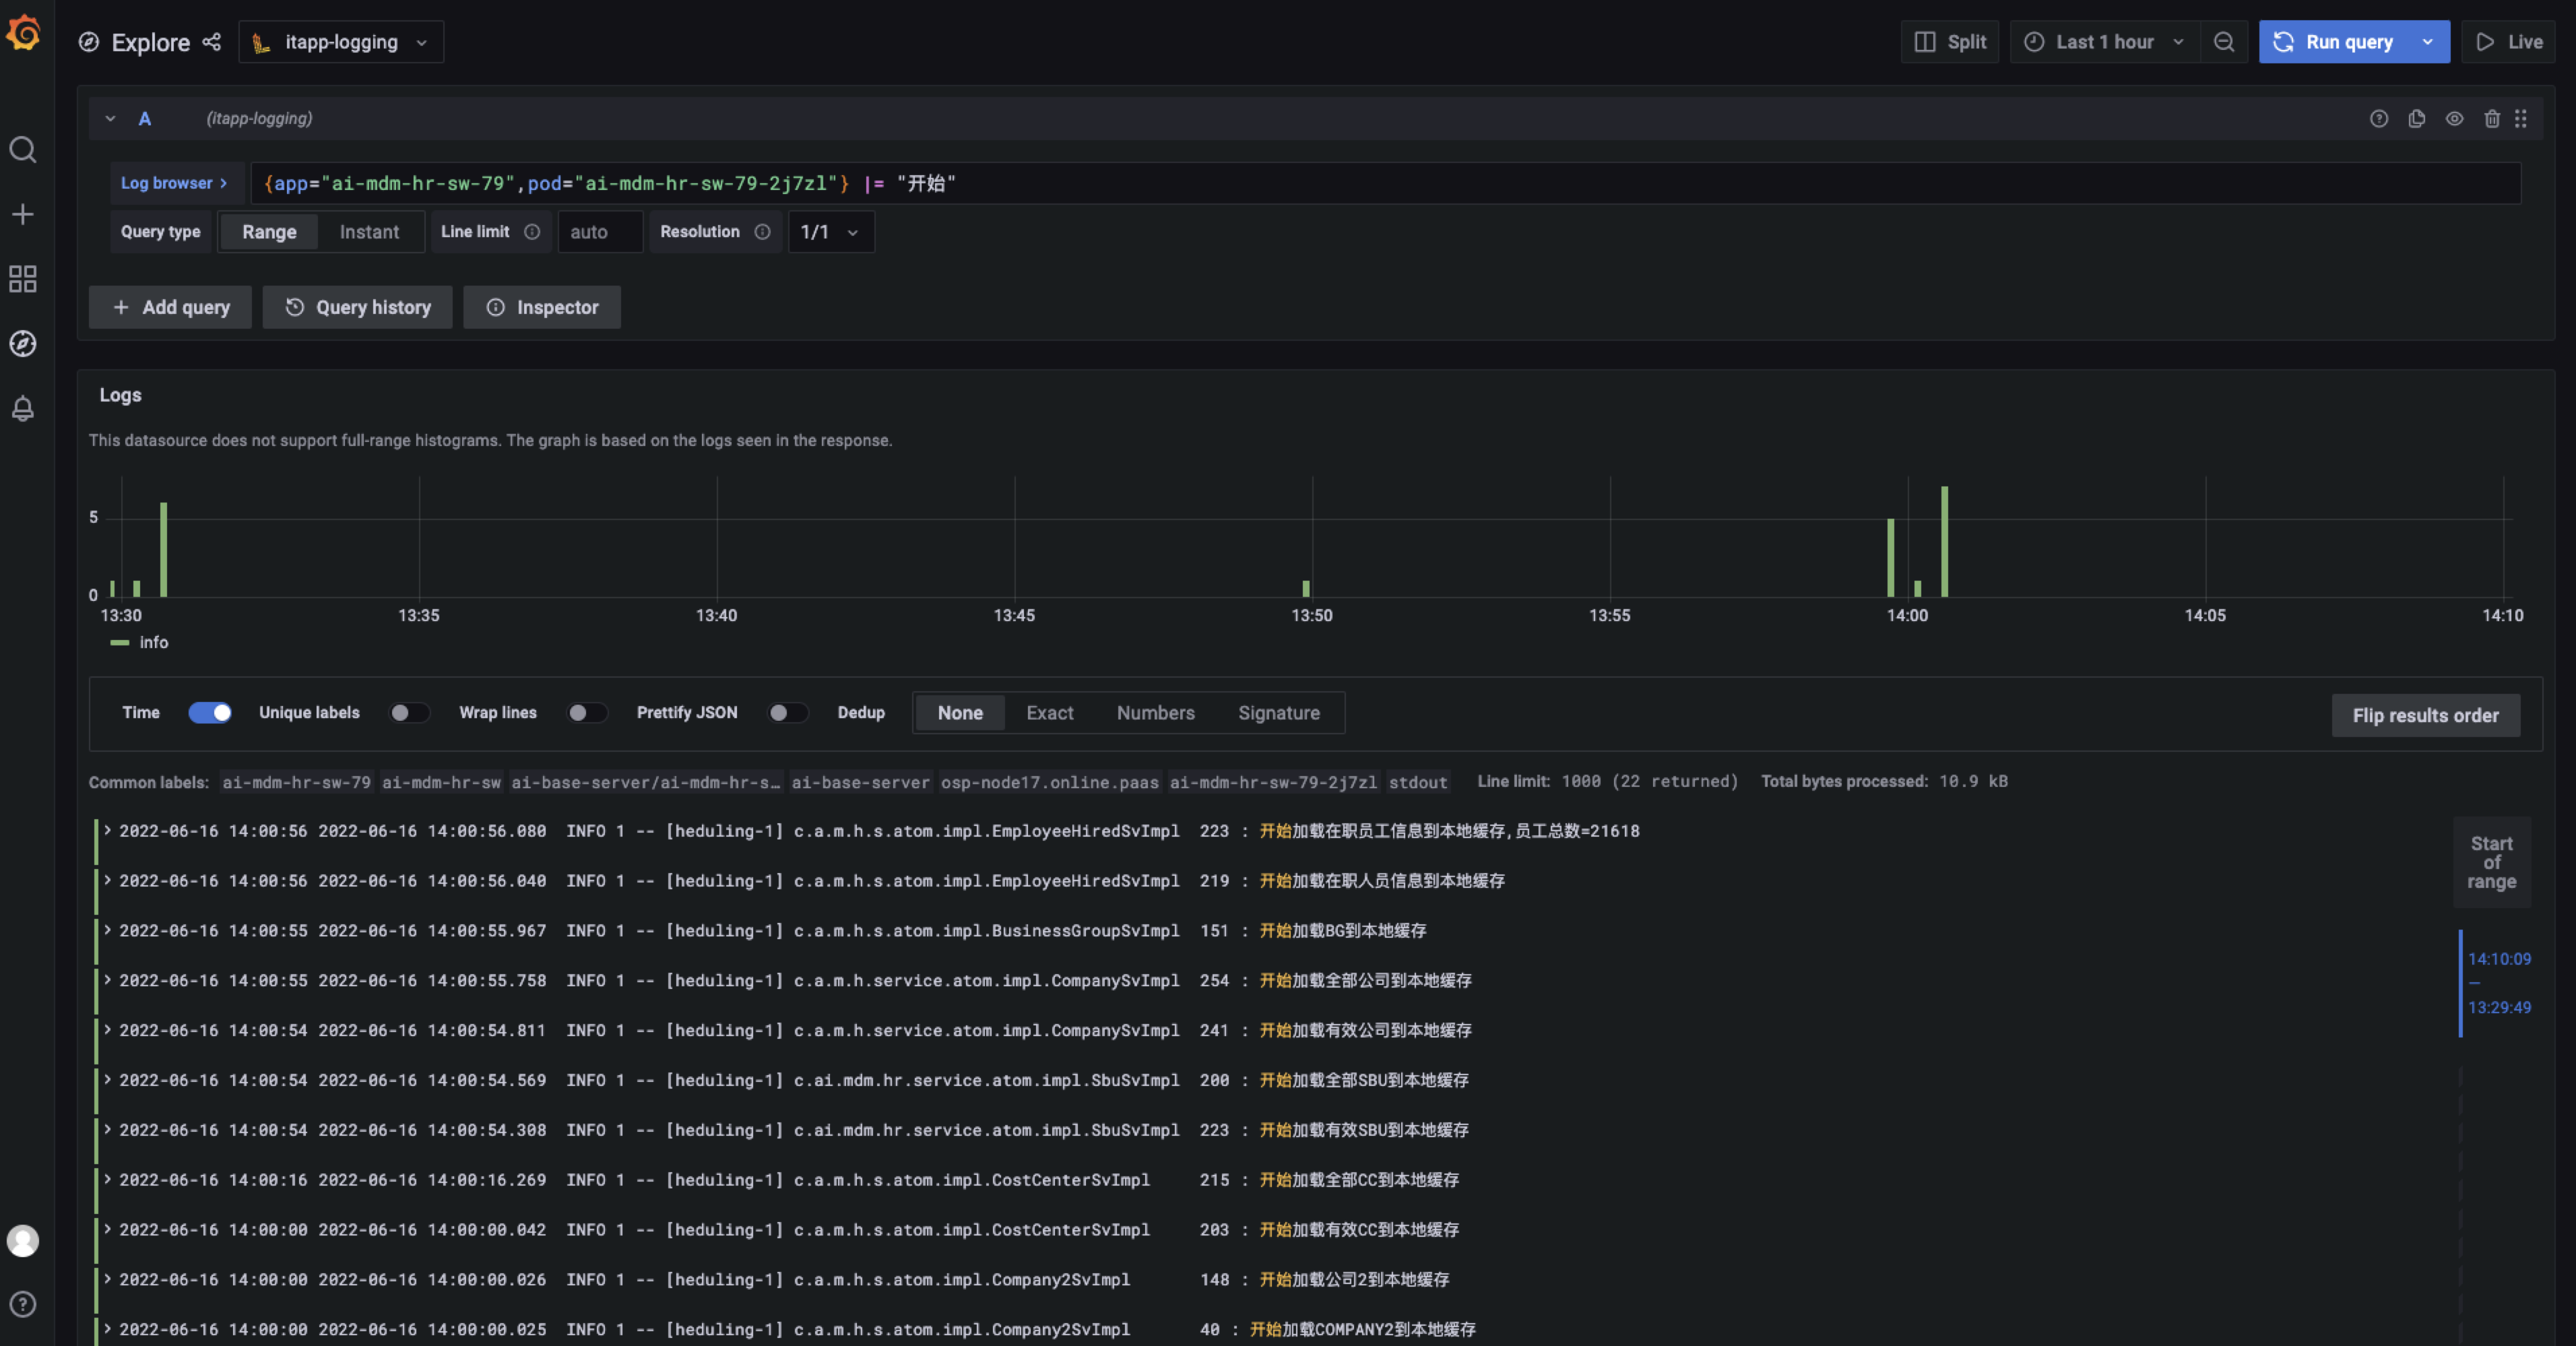 Explore itapp-logging Split Last 1 hour Run query Live
A (itapp-logging)
Log browser > {app="ai-mdm-hr-sw-79",pod="ai-mdm-hr-sw-79-2j7zl"} |= "开始"
Query type Range Instant Line limit auto Resolution 1/1
+ Add query Query history Inspector
Logs
This datasource does not support full-range histograms. The graph is based on the logs seen in the response.
5
0
13:30 13:35 13:40 13:45 13:50 13:55 14:00 14:05 14:10
info
Time Unique labels Wrap lines Prettify JSON Dedup None Exact Numbers Signature Flip results order
Common labels: ai-mdm-hr-sw-79 ai-mdm-hr-sw ai-base-server/ai-mdm-hr-s… ai-base-server osp-node17.online.paas ai-mdm-hr-sw-79-2j7zl stdout Line limit: 1000 (22 returned) Total bytes processed: 10.9 kB
> 2022-06-16 14:00:56 2022-06-16 14:00:56.080 INFO 1 -- [heduling-1] c.a.m.h.s.atom.impl.EmployeeHiredSvImpl 223 : 开始加载在职员工信息到本地缓存,员工总数=21618
> 2022-06-16 14:00:56 2022-06-16 14:00:56.040 INFO 1 -- [heduling-1] c.a.m.h.s.atom.impl.EmployeeHiredSvImpl 219 : 开始加载在职人员信息到本地缓存
> 2022-06-16 14:00:55 2022-06-16 14:00:55.967 INFO 1 -- [heduling-1] c.a.m.h.s.atom.impl.BusinessGroupSvImpl 151 : 开始加载BG到本地缓存
> 2022-06-16 14:00:55 2022-06-16 14:00:55.758 INFO 1 -- [heduling-1] c.a.m.h.service.atom.impl.CompanySvImpl 254 : 开始加载全部公司到本地缓存
> 2022-06-16 14:00:54 2022-06-16 14:00:54.811 INFO 1 -- [heduling-1] c.a.m.h.service.atom.impl.CompanySvImpl 241 : 开始加载有效公司到本地缓存
> 2022-06-16 14:00:54 2022-06-16 14:00:54.569 INFO 1 -- [heduling-1] c.ai.mdm.hr.service.atom.impl.SbuSvImpl 200 : 开始加载全部SBU到本地缓存
> 2022-06-16 14:00:54 2022-06-16 14:00:54.308 INFO 1 -- [heduling-1] c.ai.mdm.hr.service.atom.impl.SbuSvImpl 223 : 开始加载有效SBU到本地缓存
> 2022-06-16 14:00:16 2022-06-16 14:00:16.269 INFO 1 -- [heduling-1] c.a.m.h.s.atom.impl.CostCenterSvImpl 215 : 开始加载全部CC到本地缓存
> 2022-06-16 14:00:00 2022-06-16 14:00:00.042 INFO 1 -- [heduling-1] c.a.m.h.s.atom.impl.CostCenterSvImpl 203 : 开始加载有效CC到本地缓存
> 2022-06-16 14:00:00 2022-06-16 14:00:00.026 INFO 1 -- [heduling-1] c.a.m.h.s.atom.impl.Company2SvImpl 148 : 开始加载公司2到本地缓存
> 2022-06-16 14:00:00 2022-06-16 14:00:00.025 INFO 1 -- [heduling-1] c.a.m.h.s.atom.impl.Company2SvImpl 40 : 开始加载COMPANY2到本地缓存
Start
of
range
14:10:09
—
13:29:49